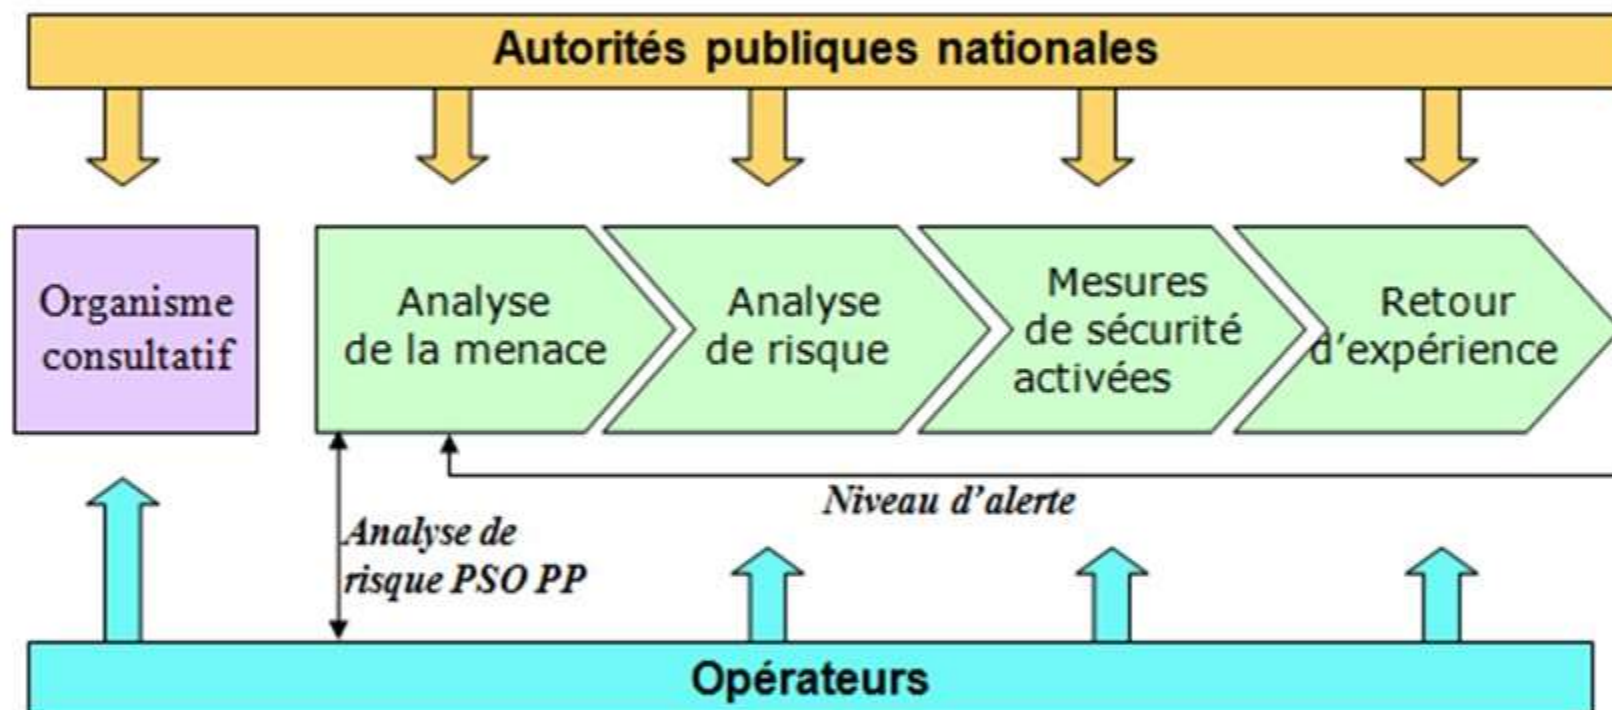 Autorités publiques nationales
Organisme
consultatif
Analyse
de la menace
Analyse
de risque
Mesures
de sécurité
activées
Retour
d’expérience
Niveau d’alerte
Analyse de
risque PSO PP
Opérateurs